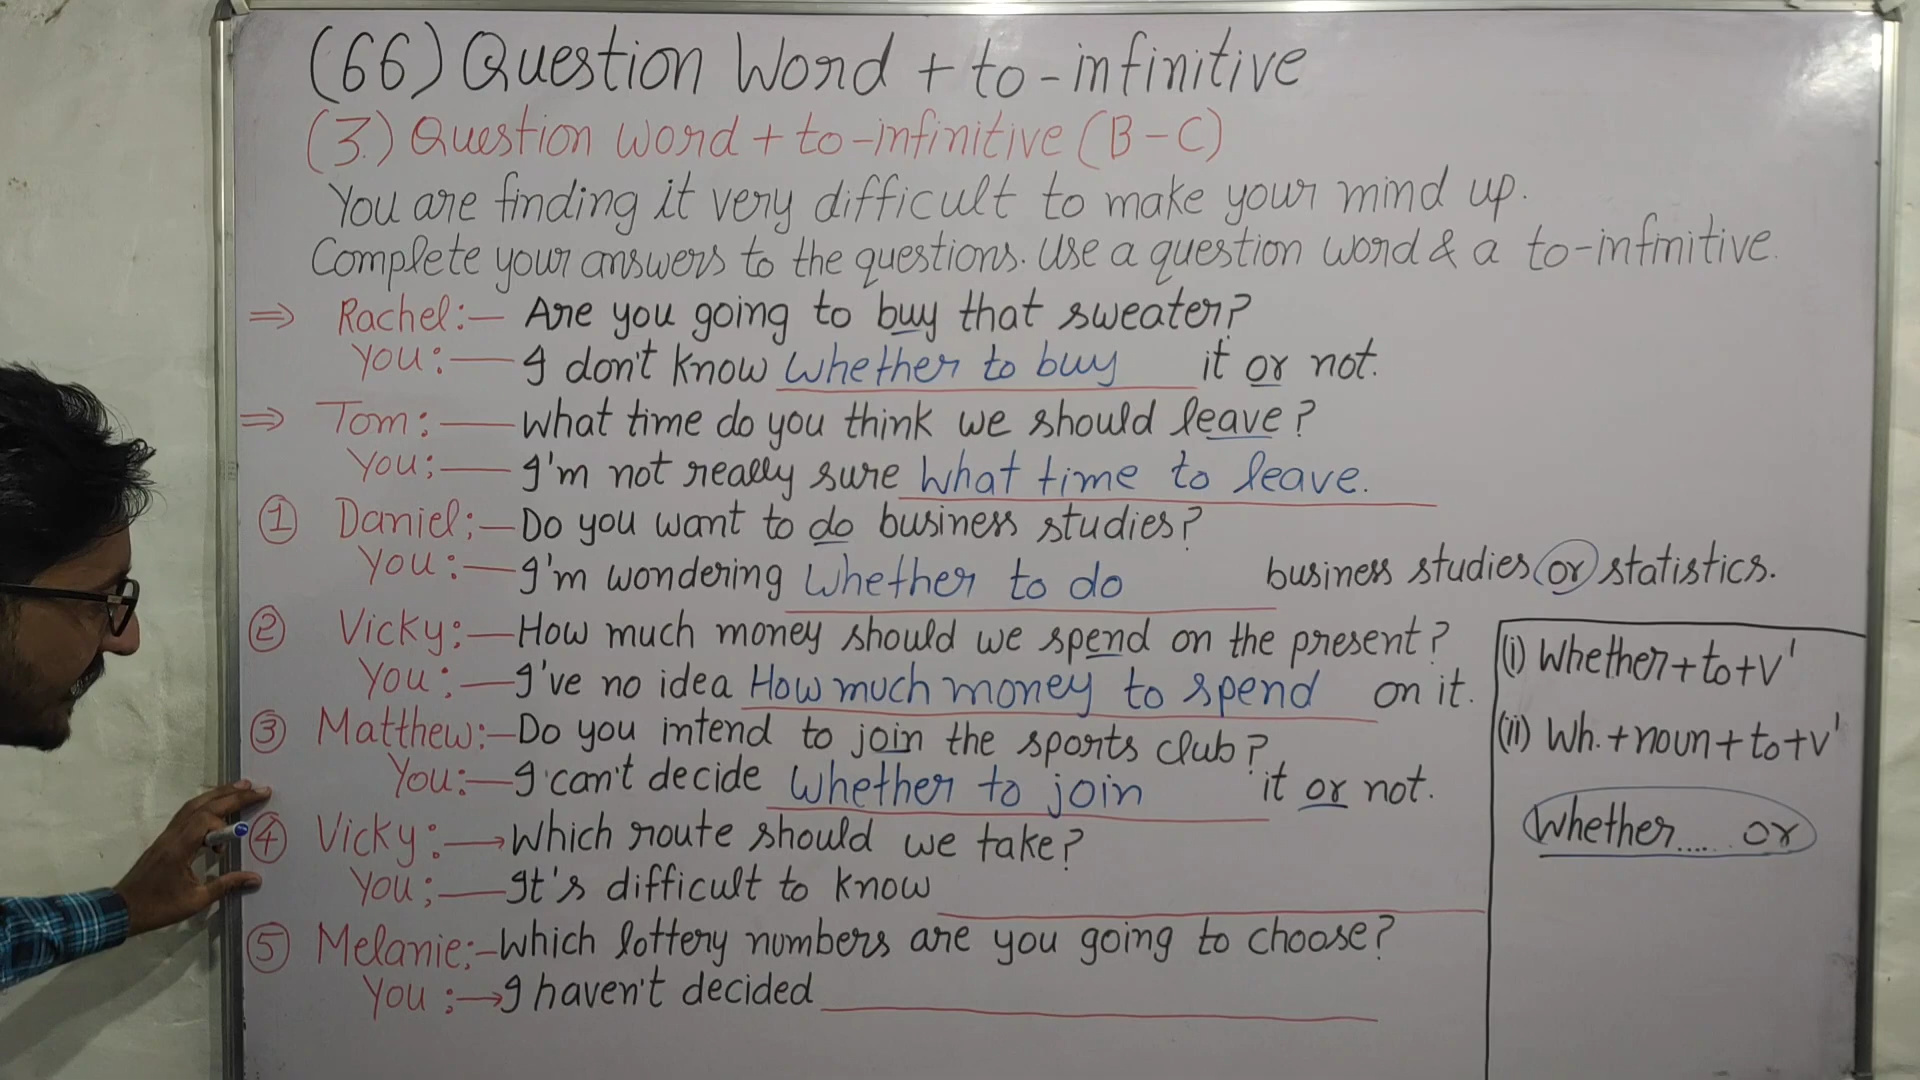 (66) Question Word + to-infinitive
(3.) Question word + to-infinitive (B-C)
You are finding it very difficult to make your mind up.
Complete your answers to the questions. Use a question word & a to-infinitive.
⇒ Rachel:— Are you going to buy that sweater?
You:— I don't know whether to buy it or not.
⇒ Tom:— What time do you think we should leave?
You:— I'm not really sure what time to leave.
① Daniel:— Do you want to do business studies?
You:— I'm wondering whether to do business studies or statistics.
② Vicky:— How much money should we spend on the present?
You:— I've no idea How much money to spend on it.
③ Matthew:— Do you intend to join the sports club?
You:— I can't decide whether to join it or not.
④ Vicky:→ Which route should we take?
You:— It's difficult to know
⑤ Melanie:- Which lottery numbers are you going to choose?
You:→ I haven't decided
(i) Whether+to+V'
(ii) Wh.+noun+to+V'
Whether..... or